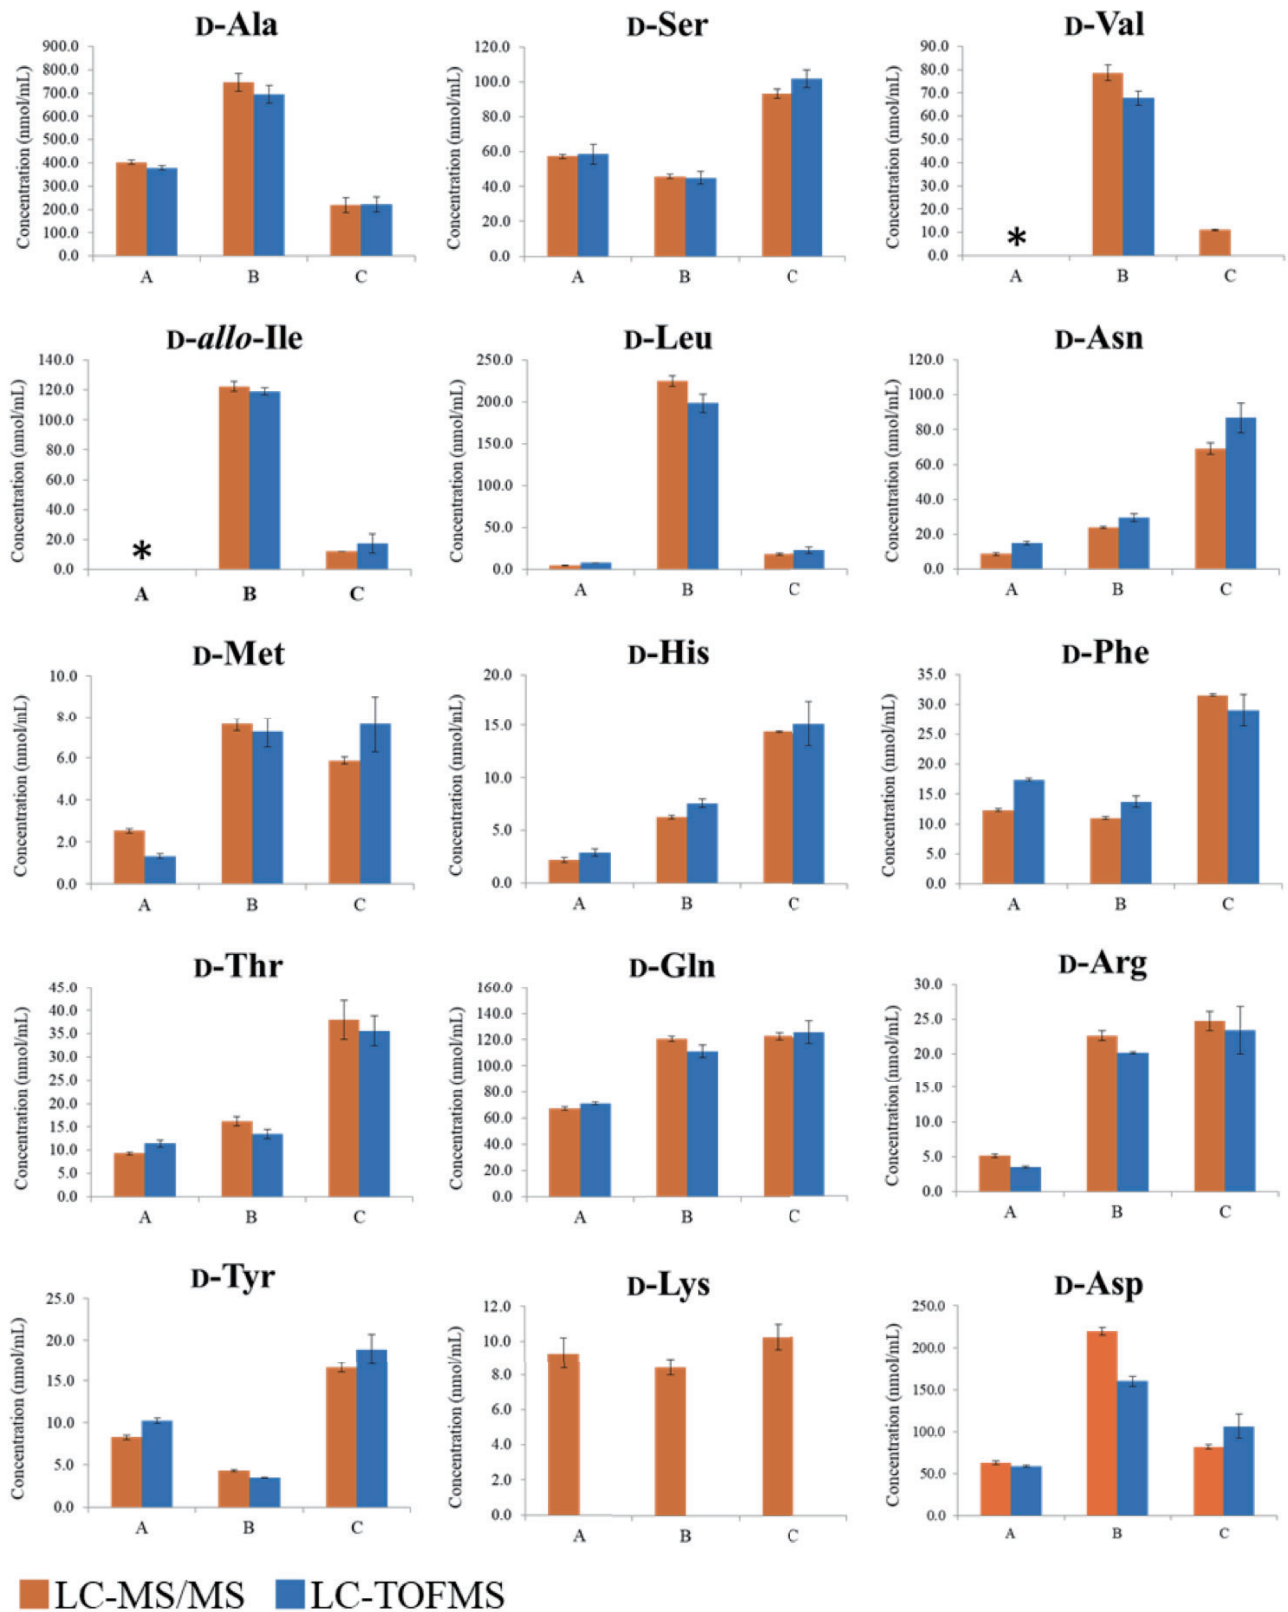 D-Ala
Concentration (nmol/mL)
900.0
800.0
700.0
600.0
500.0
400.0
300.0
200.0
100.0
0.0
A B C
D-Ser
Concentration (nmol/mL)
120.0
100.0
80.0
60.0
40.0
20.0
0.0
A B C
D-Val
Concentration (nmol/mL)
90.0
80.0
70.0
60.0
50.0
40.0
30.0
20.0
10.0
0.0
*
A B C
D-allo-Ile
Concentration (nmol/mL)
140.0
120.0
100.0
80.0
60.0
40.0
20.0
0.0
*
A B C
D-Leu
Concentration (nmol/mL)
250.0
200.0
150.0
100.0
50.0
0.0
A B C
D-Asn
Concentration (nmol/mL)
120.0
100.0
80.0
60.0
40.0
20.0
0.0
A B C
D-Met
Concentration (nmol/mL)
10.0
8.0
6.0
4.0
2.0
0.0
A B C
D-His
Concentration (nmol/mL)
20.0
15.0
10.0
5.0
0.0
A B C
D-Phe
Concentration (nmol/mL)
35.0
30.0
25.0
20.0
15.0
10.0
5.0
0.0
A B C
D-Thr
Concentration (nmol/mL)
45.0
40.0
35.0
30.0
25.0
20.0
15.0
10.0
5.0
0.0
A B C
D-Gln
Concentration (nmol/mL)
160.0
140.0
120.0
100.0
80.0
60.0
40.0
20.0
0.0
A B C
D-Arg
Concentration (nmol/mL)
30.0
25.0
20.0
15.0
10.0
5.0
0.0
A B C
D-Tyr
Concentration (nmol/mL)
25.0
20.0
15.0
10.0
5.0
0.0
A B C
D-Lys
Concentration (nmol/mL)
12.0
10.0
8.0
6.0
4.0
2.0
0.0
A B C
D-Asp
Concentration (nmol/mL)
250.0
200.0
150.0
100.0
50.0
0.0
A B C
LC-MS/MS LC-TOFMS